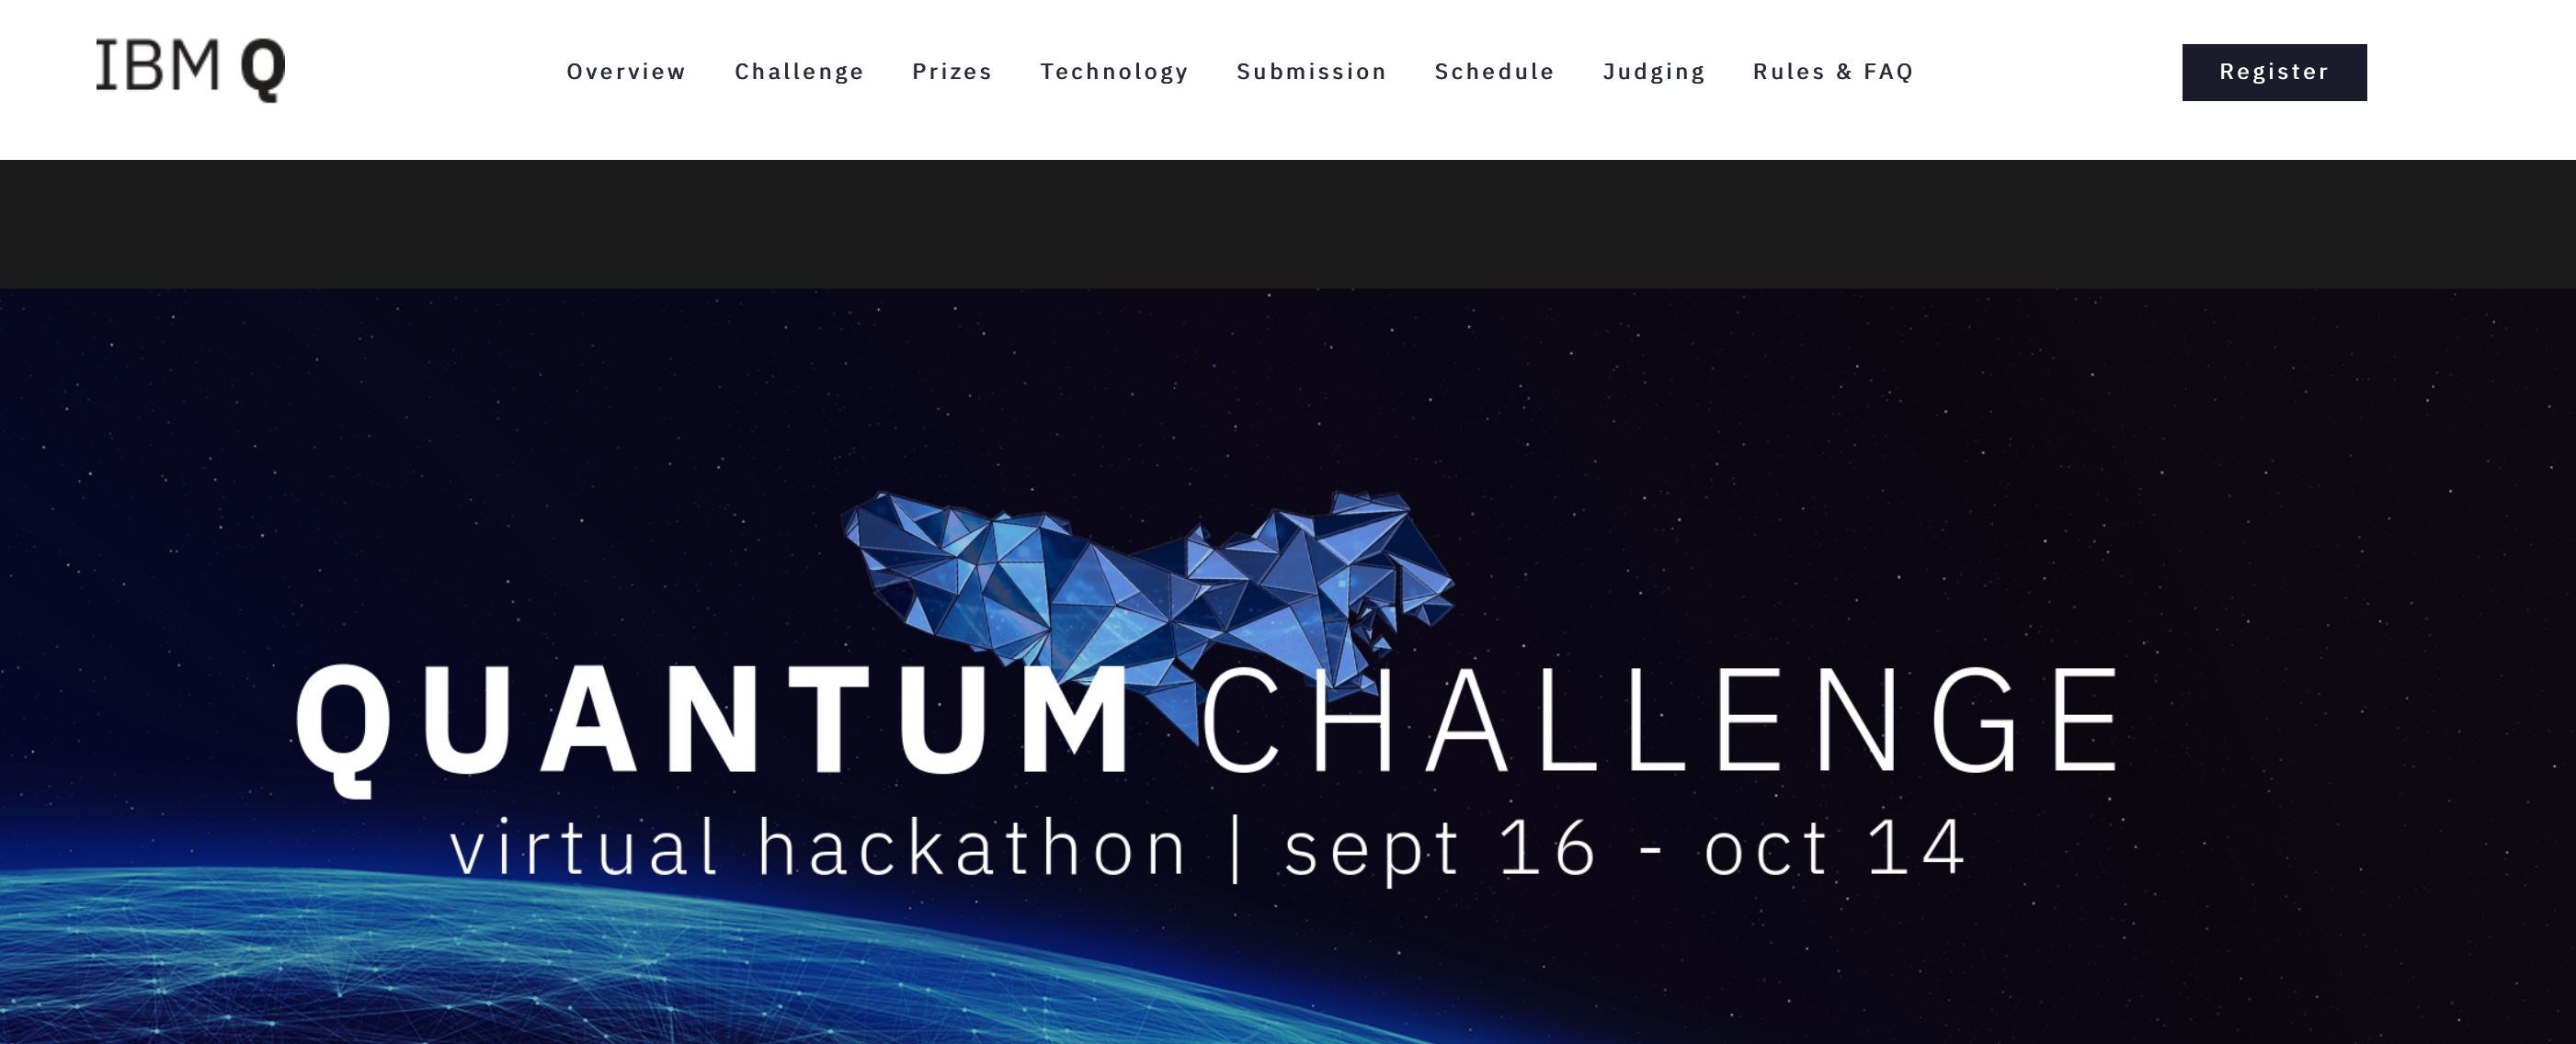 IBM Q
Overview Challenge Prizes Technology Submission Schedule Judging Rules & FAQ
Register
QUANTUM CHALLENGE
virtual hackathon | sept 16 - oct 14